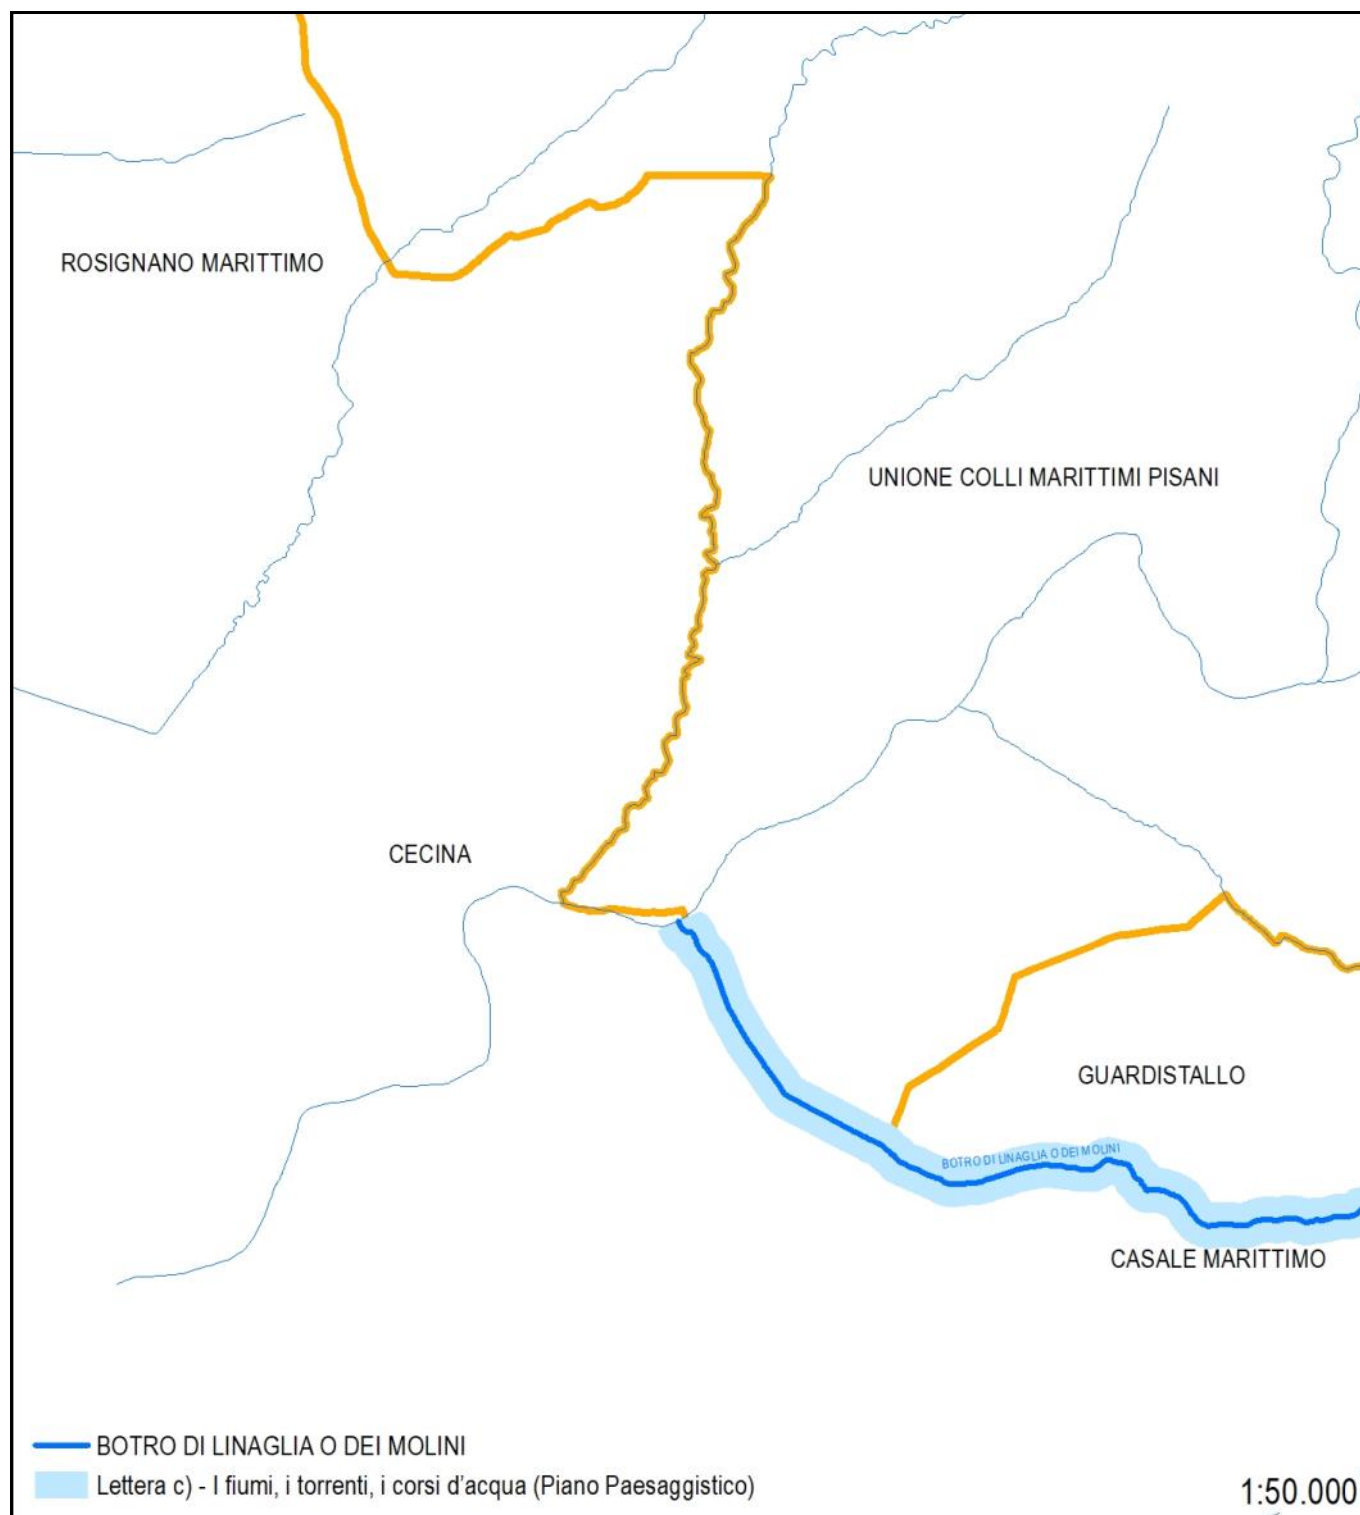 ROSIGNANO MARITTIMO
UNIONE COLLI MARITTIMI PISANI
CECINA
GUARDISTALLO
BOTRO DI LINAGLIA O DEI MOLINI
CASALE MARITTIMO
BOTRO DI LINAGLIA O DEI MOLINI
Lettera c) - I fiumi, i torrenti, i corsi d'acqua (Piano Paesaggistico)
1:50.000